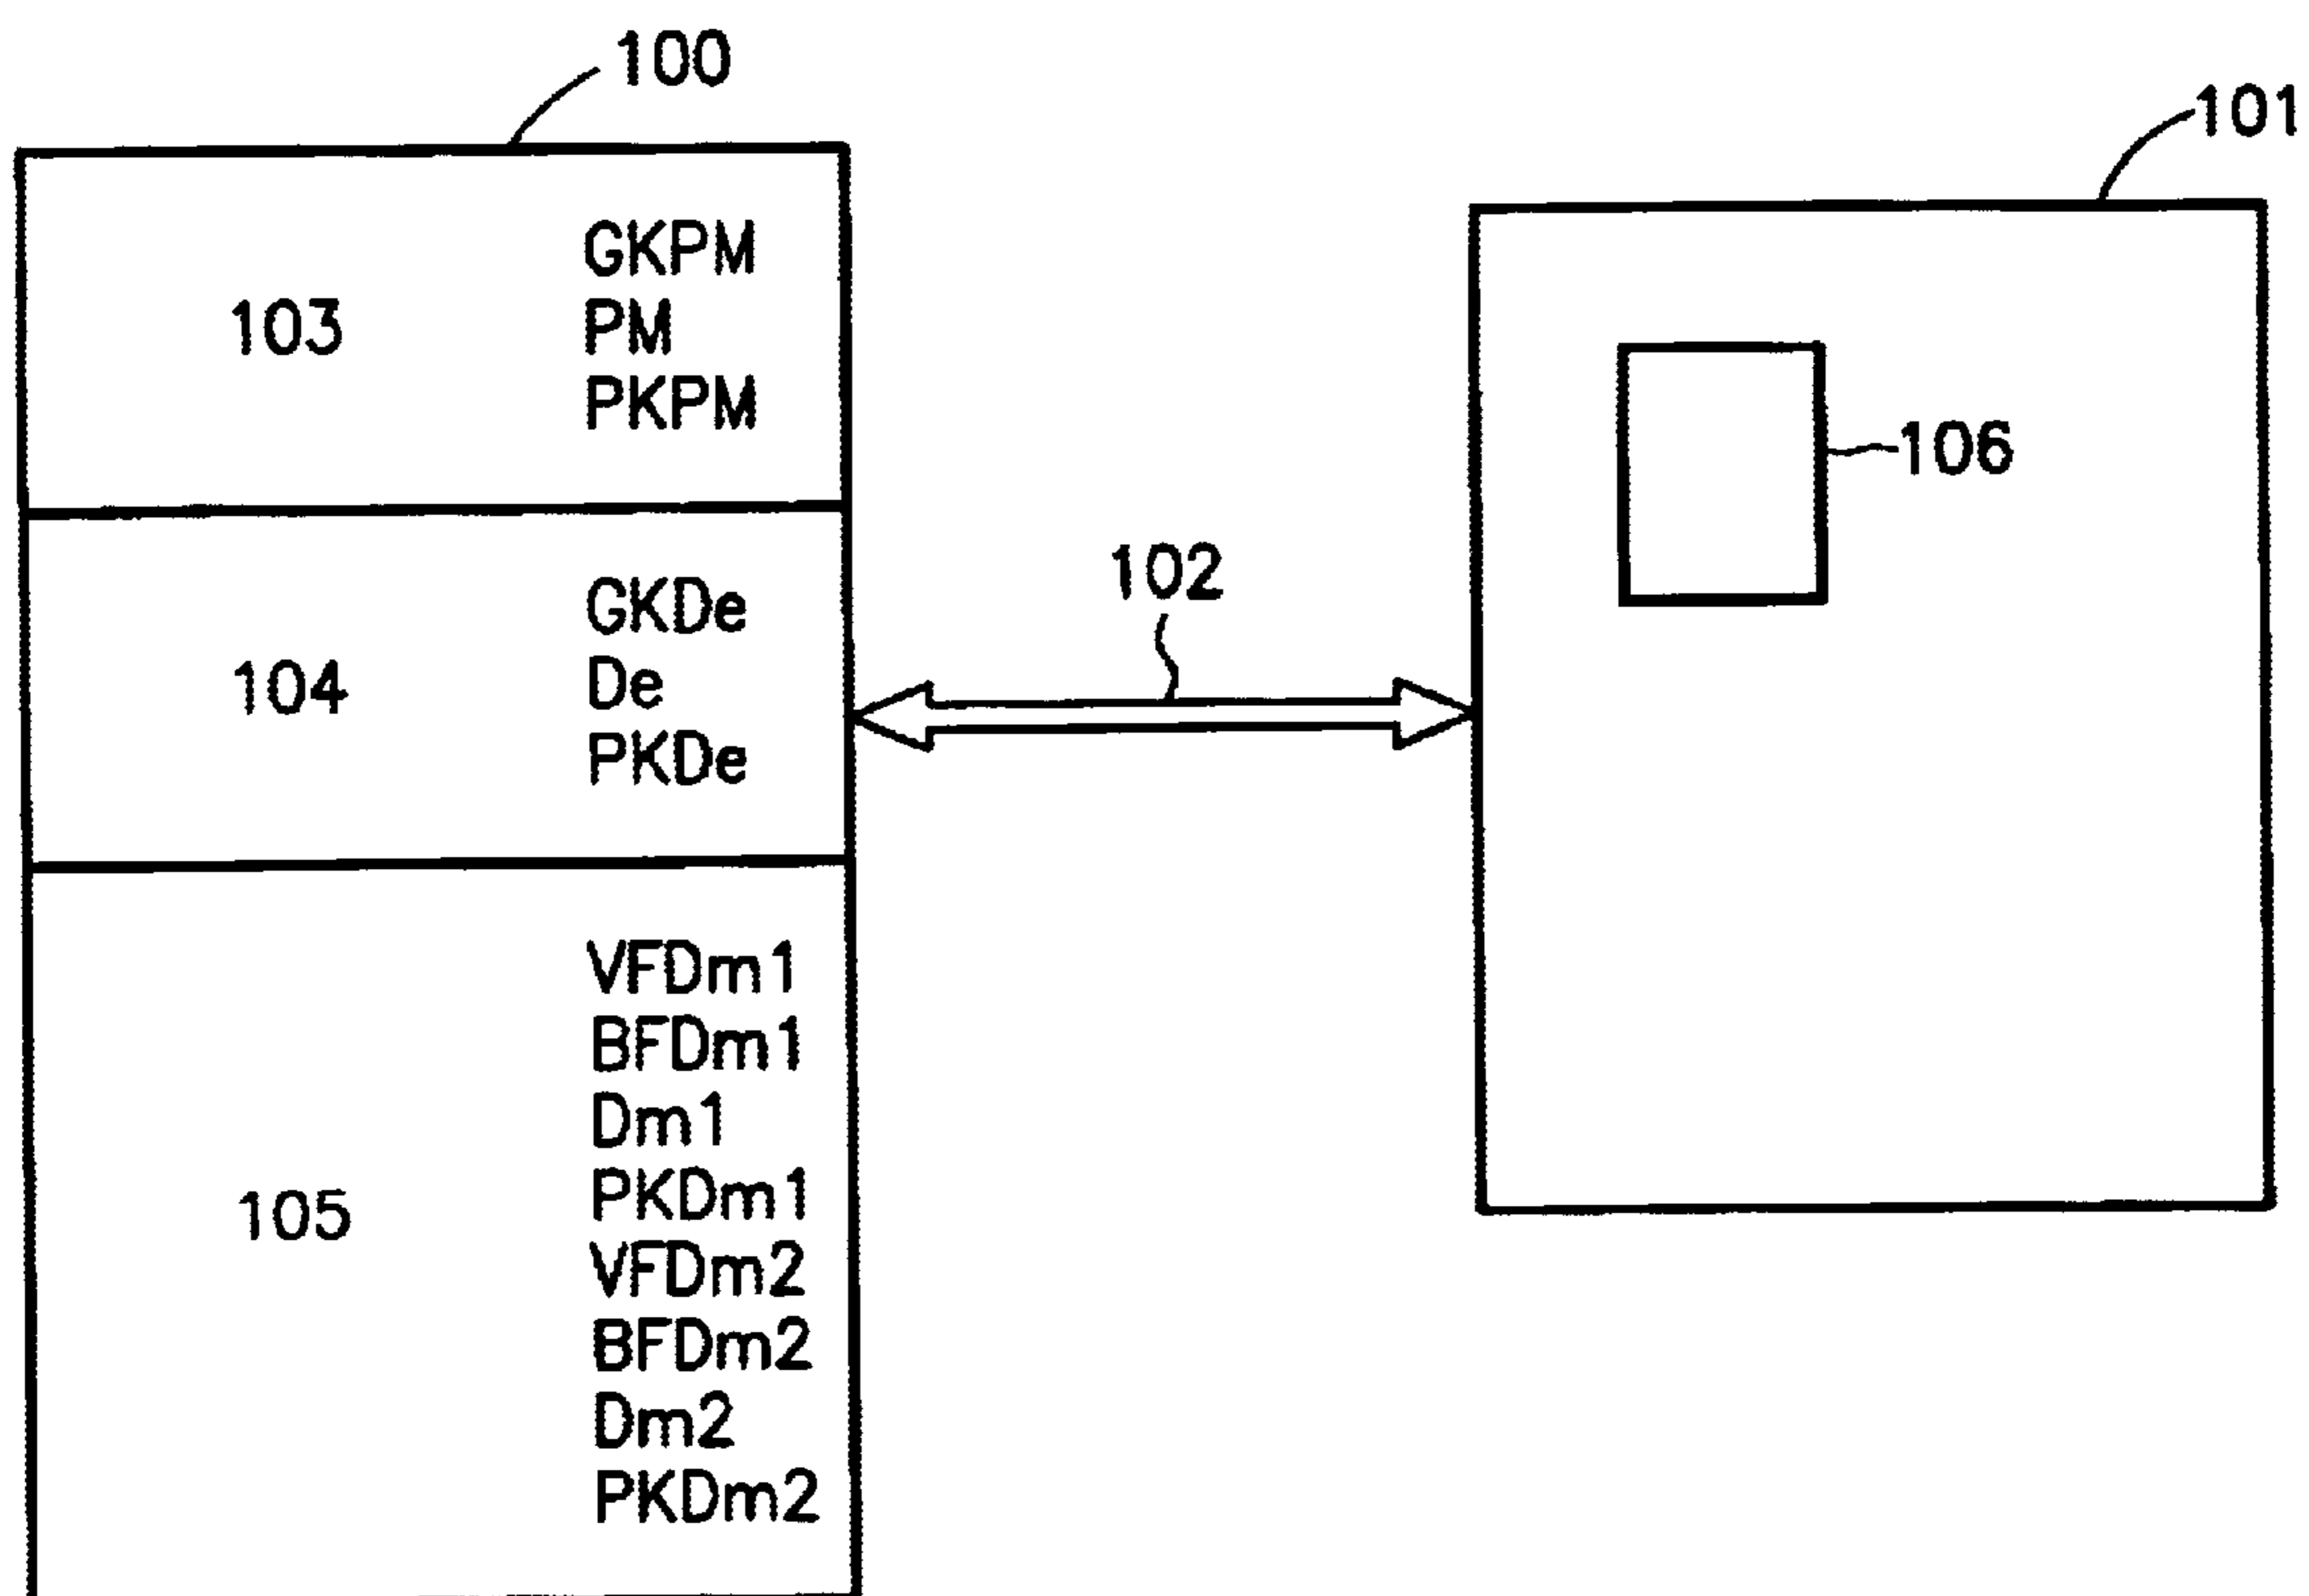 100
101
GKPM
103
PM
PKPM
106
102
GKDe
104
De
PKDe
VFDm1
BFDm1
Dm1
PKDm1
105
VFDm2
BFDm2
Dm2
PKDm2